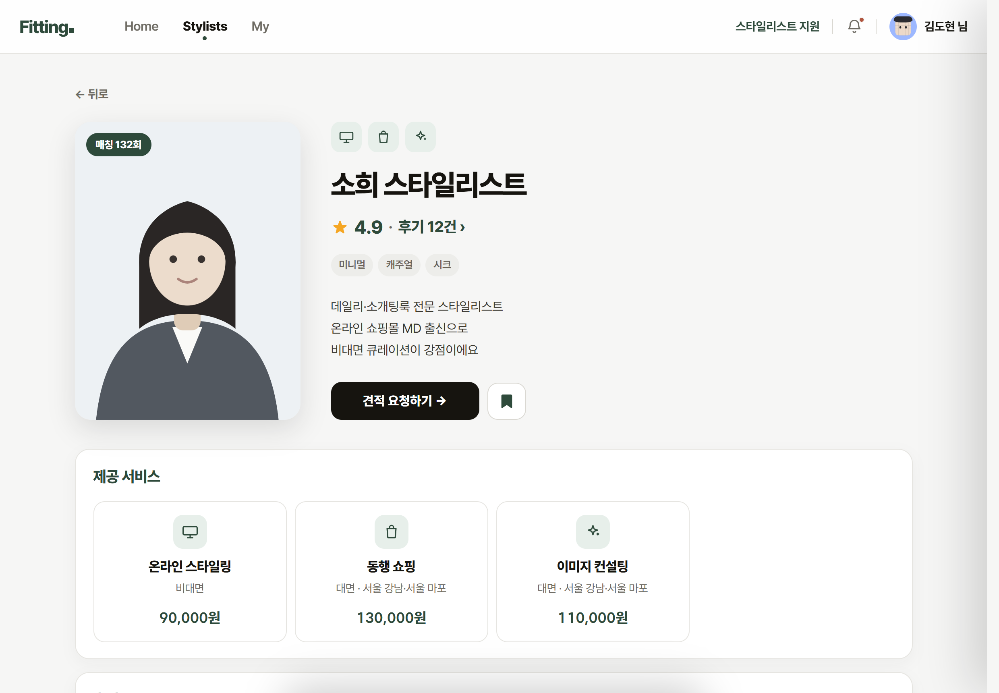 Fitting.
Home Stylists My
스타일리스트 지원
김도현 님
← 뒤로
매칭 132회
소희 스타일리스트
4.9 · 후기 12건 ›
미니멀 캐주얼 시크
데일리·소개팅룩 전문 스타일리스트
온라인 쇼핑몰 MD 출신으로
비대면 큐레이션이 강점이에요
견적 요청하기 →
제공 서비스
온라인 스타일링
비대면
90,000원
동행 쇼핑
대면 · 서울 강남·서울 마포
130,000원
이미지 컨설팅
대면 · 서울 강남·서울 마포
110,000원